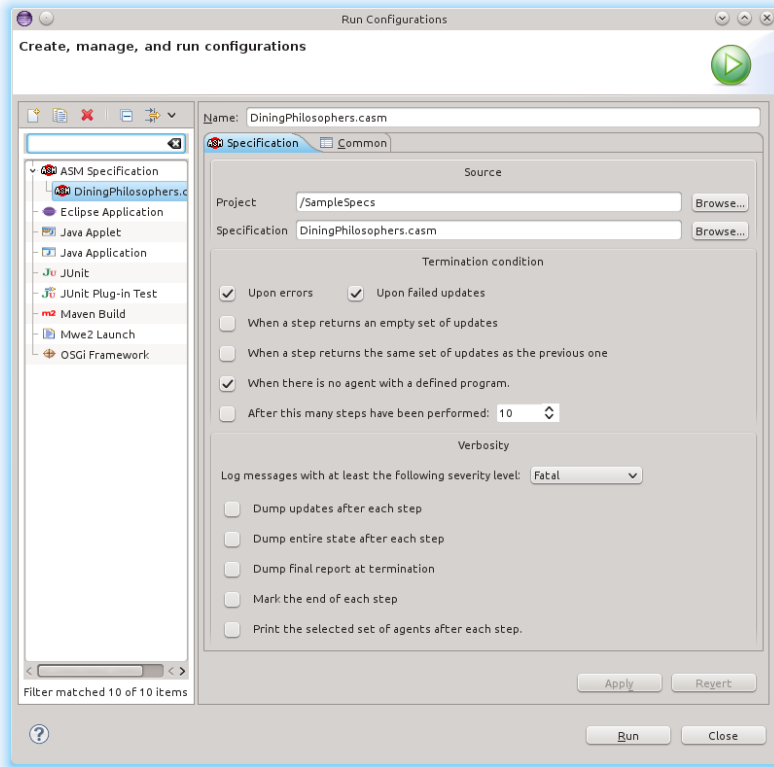 Run Configurations
Create, manage, and run configurations
Name: DiningPhilosophers.casm
Specification Common
ASM Specification
DiningPhilosophers.c
Eclipse Application
Java Applet
Java Application
JUnit
JUnit Plug-in Test
Maven Build
Mwe2 Launch
OSGi Framework
Filter matched 10 of 10 items
Source
Project /SampleSpecs Browse...
Specification DiningPhilosophers.casm Browse...
Termination condition
Upon errors Upon failed updates
When a step returns an empty set of updates
When a step returns the same set of updates as the previous one
When there is no agent with a defined program.
After this many steps have been performed: 10
Verbosity
Log messages with at least the following severity level: Fatal
Dump updates after each step
Dump entire state after each step
Dump final report at termination
Mark the end of each step
Print the selected set of agents after each step.
Apply Revert
Run Close